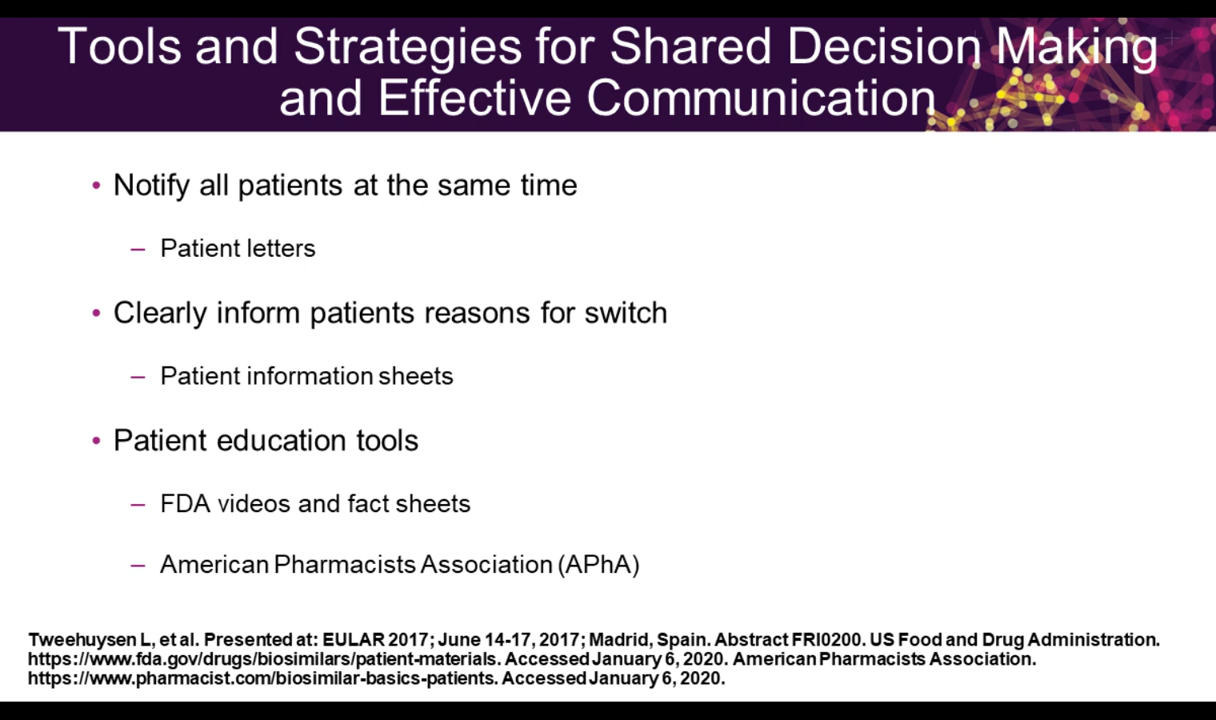 Tools and Strategies for Shared Decision Making
and Effective Communication
• Notify all patients at the same time
– Patient letters
• Clearly inform patients reasons for switch
– Patient information sheets
• Patient education tools
– FDA videos and fact sheets
– American Pharmacists Association (APhA)
Tweehuysen L, et al. Presented at: EULAR 2017; June 14-17, 2017; Madrid, Spain. Abstract FRI0200. US Food and Drug Administration.
https://www.fda.gov/drugs/biosimilars/patient-materials. Accessed January 6, 2020. American Pharmacists Association.
https://www.pharmacist.com/biosimilar-basics-patients. Accessed January 6, 2020.